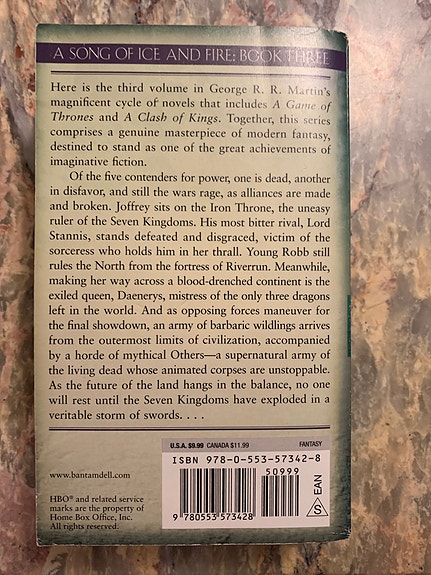 A SONG OF ICE AND FIRE: BOOK THREE
Here is the third volume in George R. R. Martin's
magnificent cycle of novels that includes A Game of
Thrones and A Clash of Kings. Together, this series
comprises a genuine masterpiece of modern fantasy,
destined to stand as one of the great achievements of
imaginative fiction.
Of the five contenders for power, one is dead, another
in disfavor, and still the wars rage, as alliances are made
and broken. Joffrey sits on the Iron Throne, the uneasy
ruler of the Seven Kingdoms. His most bitter rival, Lord
Stannis, stands defeated and disgraced, victim of the
sorceress who holds him in her thrall. Young Robb still
rules the North from the fortress of Riverrun. Meanwhile,
making her way across a blood-drenched continent is the
exiled queen, Daenerys, mistress of the only three dragons
left in the world. And as opposing forces maneuver for
the final showdown, an army of barbaric wildlings arrives
from the outermost limits of civilization, accompanied
by a horde of mythical Others—a supernatural army of
the living dead whose animated corpses are unstoppable.
As the future of the land hangs in the balance, no one
will rest until the Seven Kingdoms have exploded in a
veritable storm of swords. . . .
U.S.A. $9.99 CANADA $11.99 FANTASY
ISBN 978-0-553-57342-8
50999
9 780553 573428
S EAN
www.bantamdell.com
HBO® and related service
marks are the property of
Home Box Office, Inc.
All rights reserved.